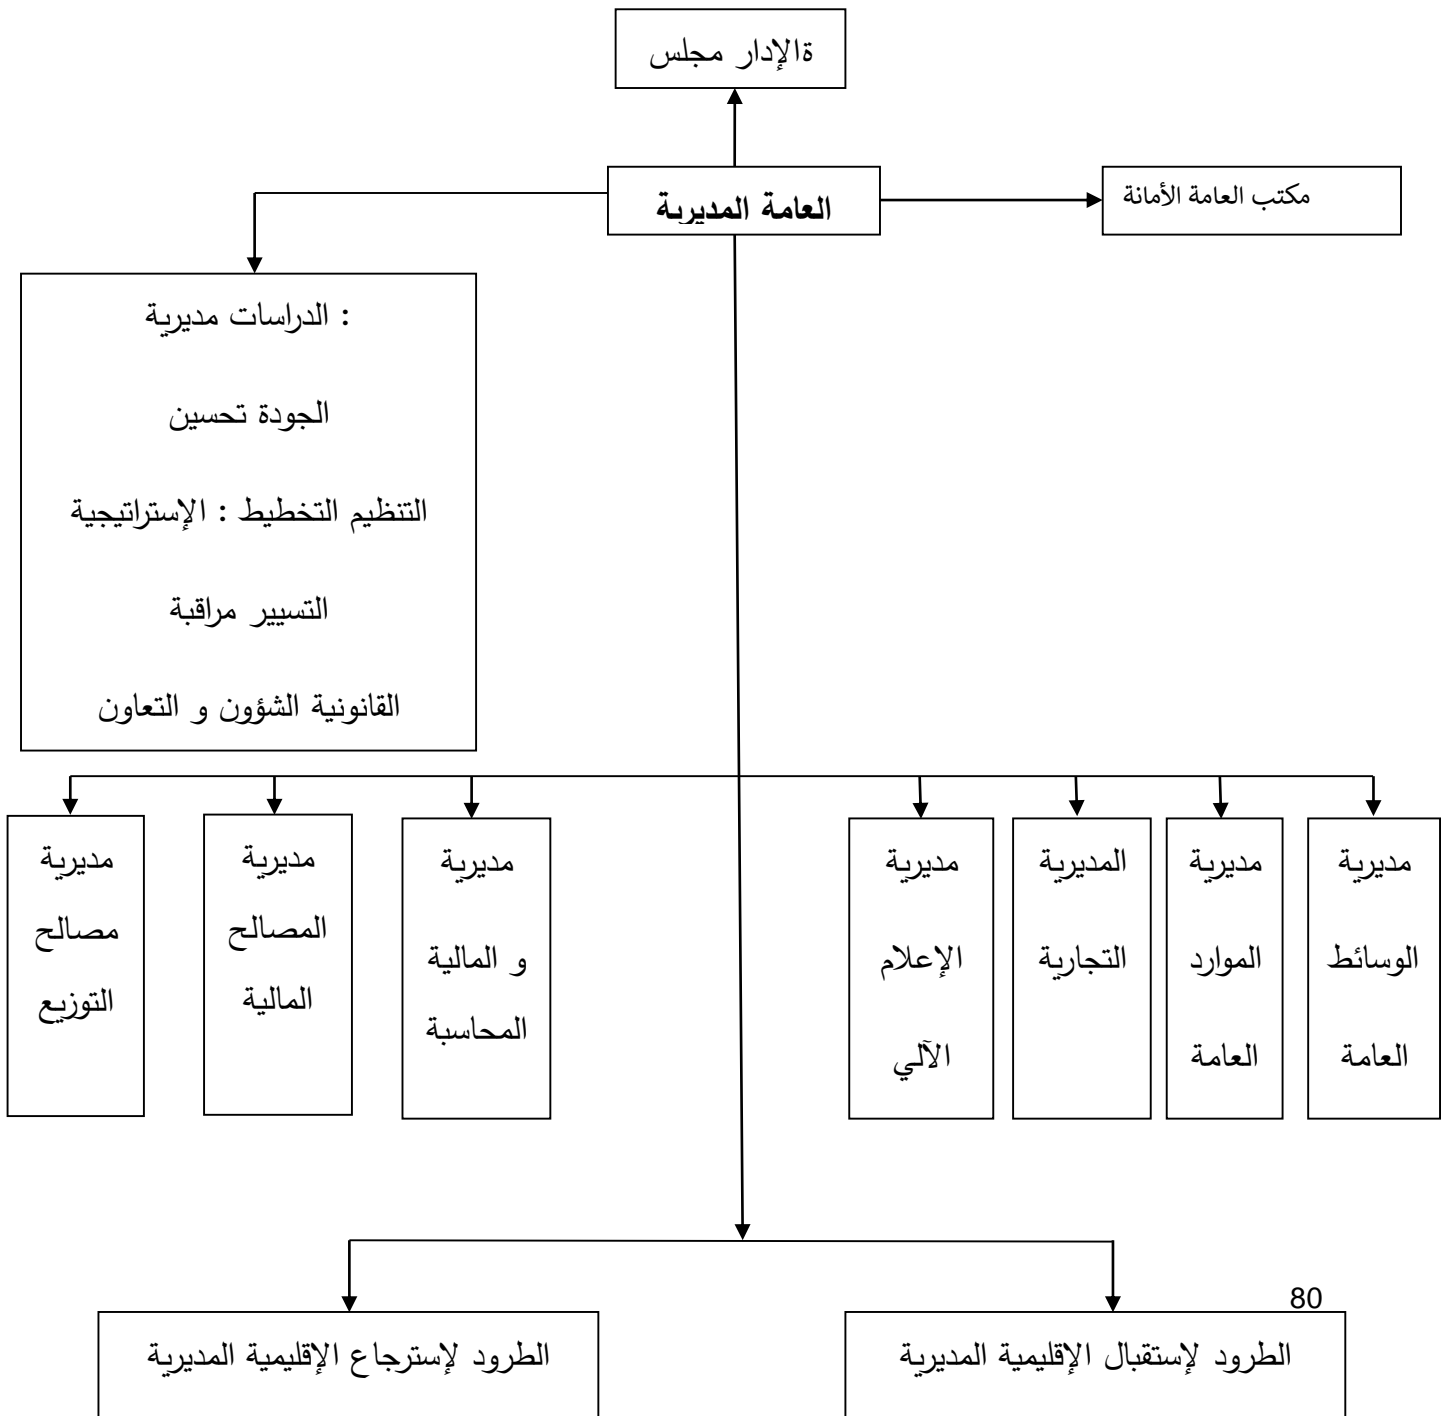 ةالإدار مجلس
العامة المديرية
مكتب العامة الأمانة
: الدراسات مديرية
الجودة تحسين
التنظيم التخطيط : الإستراتيجية
التسيير مراقبة
القانونية الشؤون و التعاون
مديرية
الوسائط
العامة
مديرية
الموارد
العامة
المديرية
التجارية
مديرية
الإعلام
الآلي
مديرية
و المالية
المحاسبة
مديرية
المصالح
المالية
مديرية
مصالح
التوزيع
80
الطرود لإستقبال الإقليمية المديرية
الطرود لإسترجاع الإقليمية المديرية